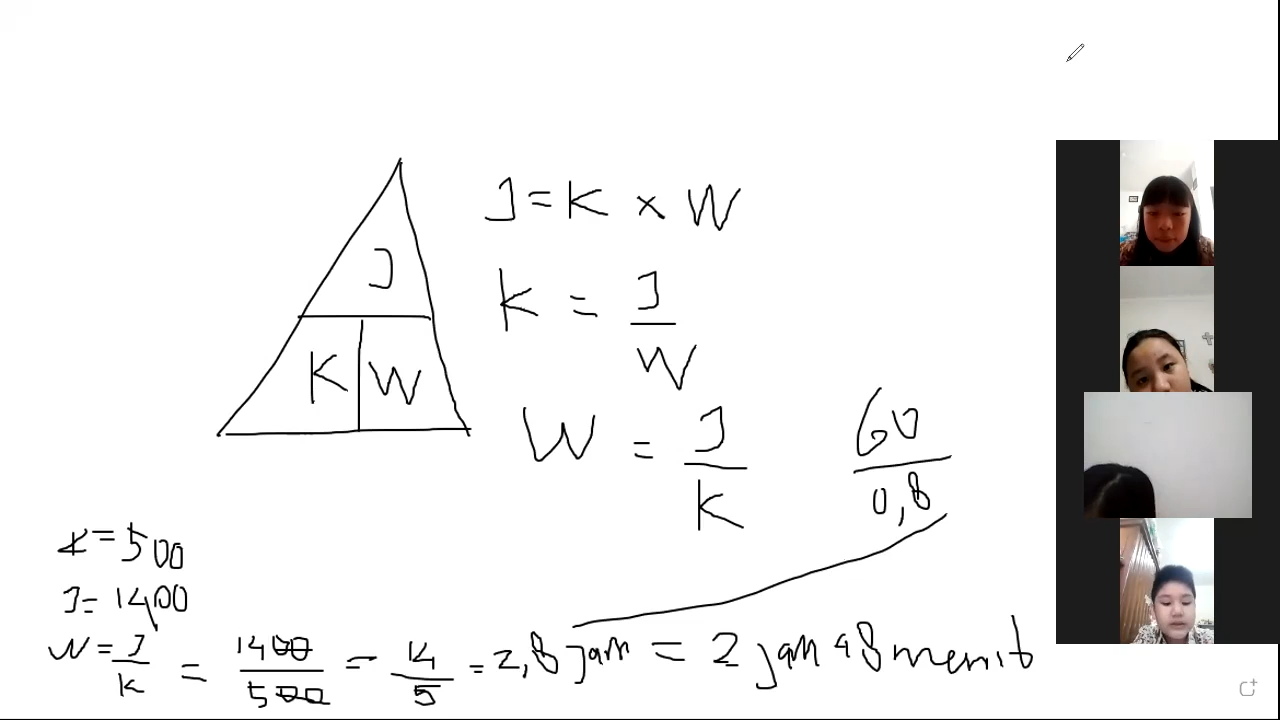 J
K W
J = K x W
K = J/W
W = J/K
60/0,8
K = 500
J = 1400
W = J/K = 1400/500 = 14/5 = 2,8 jam = 2 jam 48 menit